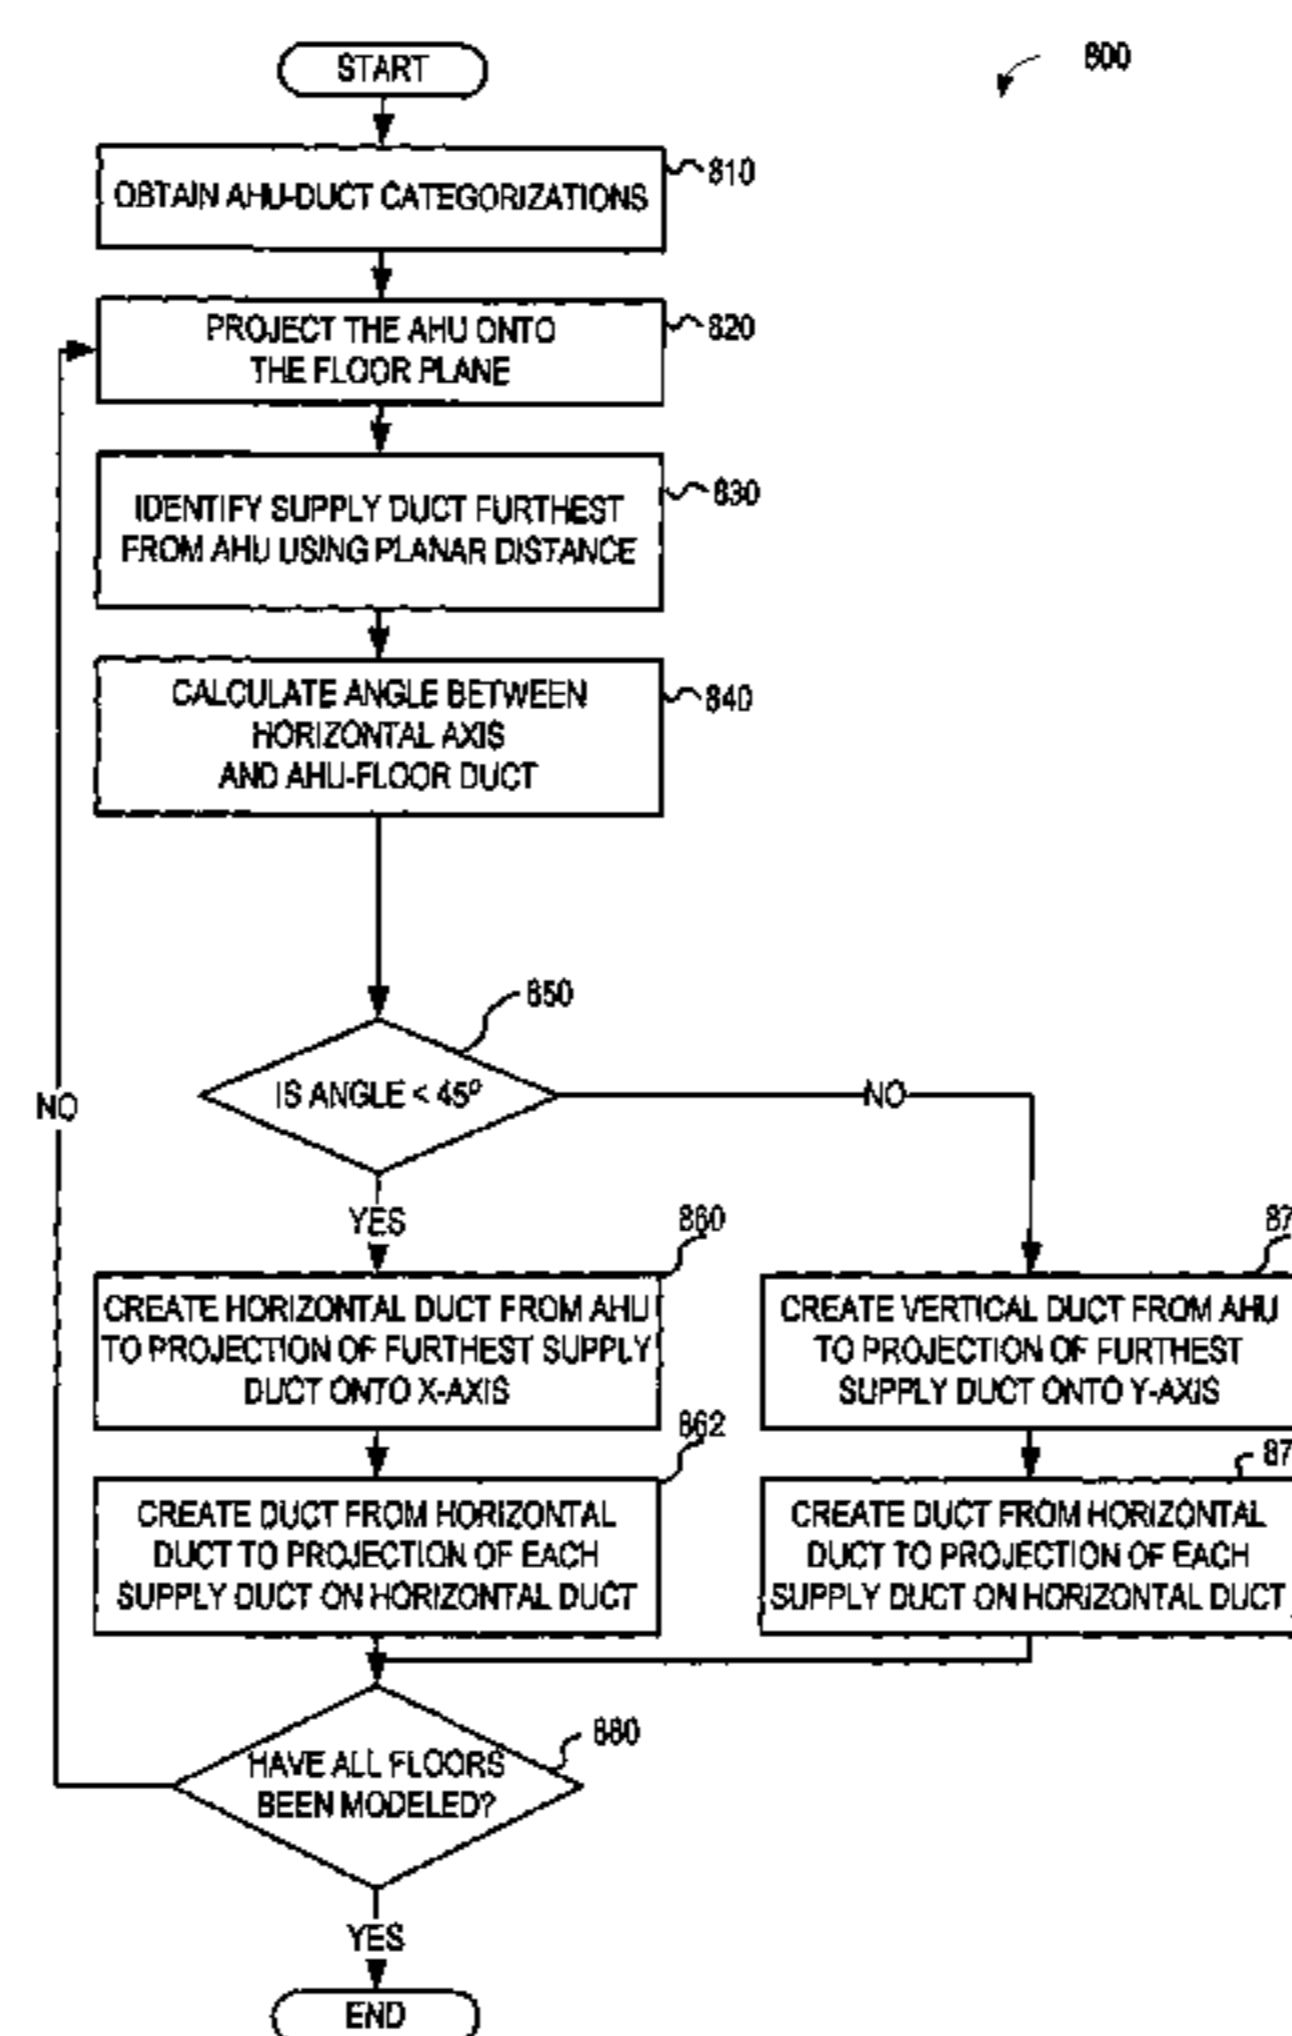 START
800
OBTAIN AHU-DUCT CATEGORIZATIONS
810
PROJECT THE AHU ONTO
THE FLOOR PLANE
820
IDENTIFY SUPPLY DUCT FURTHEST
FROM AHU USING PLANAR DISTANCE
830
CALCULATE ANGLE BETWEEN
HORIZONTAL AXIS
AND AHU-FLOOR DUCT
840
850
IS ANGLE < 45º
NO
NO
YES
860
CREATE HORIZONTAL DUCT FROM AHU
TO PROJECTION OF FURTHEST SUPPLY
DUCT ONTO X-AXIS
87
CREATE VERTICAL DUCT FROM AHU
TO PROJECTION OF FURTHEST
SUPPLY DUCT ONTO Y-AXIS
862
CREATE DUCT FROM HORIZONTAL
DUCT TO PROJECTION OF EACH
SUPPLY DUCT ON HORIZONTAL DUCT
87
CREATE DUCT FROM HORIZONTAL
DUCT TO PROJECTION OF EACH
SUPPLY DUCT ON HORIZONTAL DUCT
880
HAVE ALL FLOORS
BEEN MODELED?
YES
END